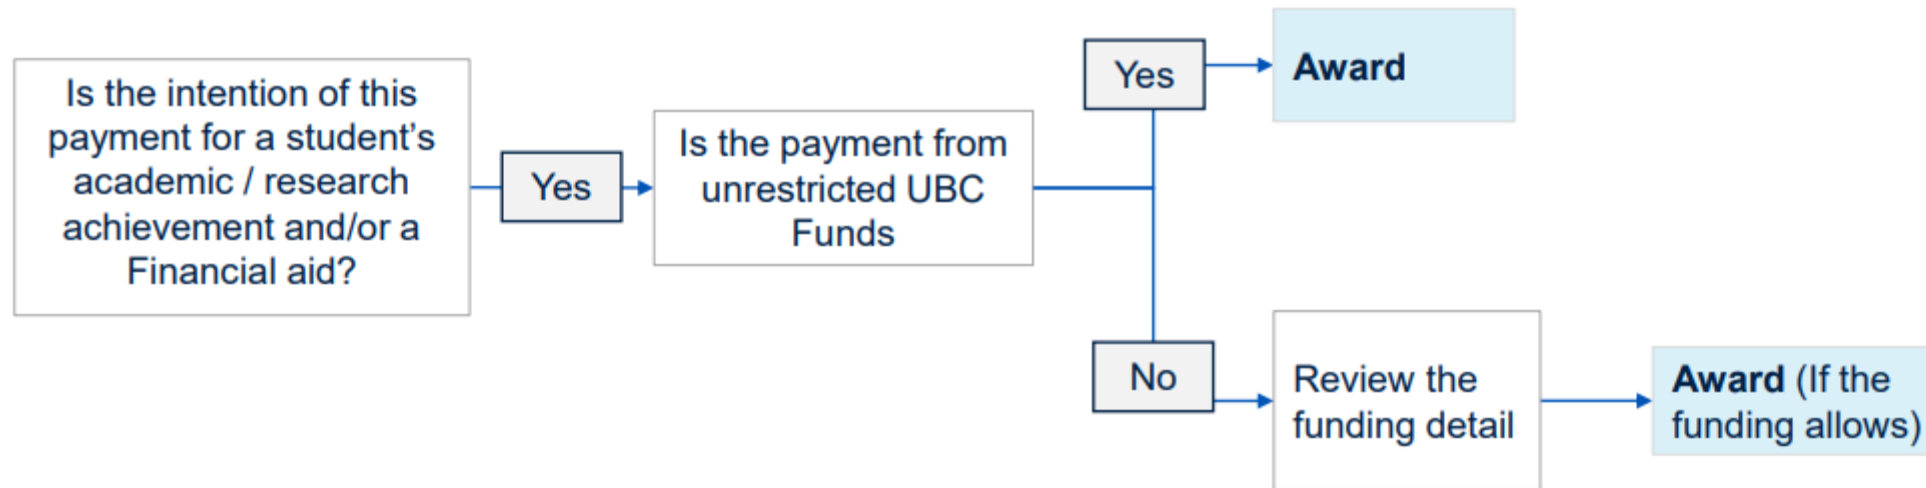 Is the intention of this
payment for a student's
academic / research
achievement and/or a
Financial aid?
Yes
Is the payment from
unrestricted UBC
Funds
Yes
Award
No
Review the
funding detail
Award (If the
funding allows)